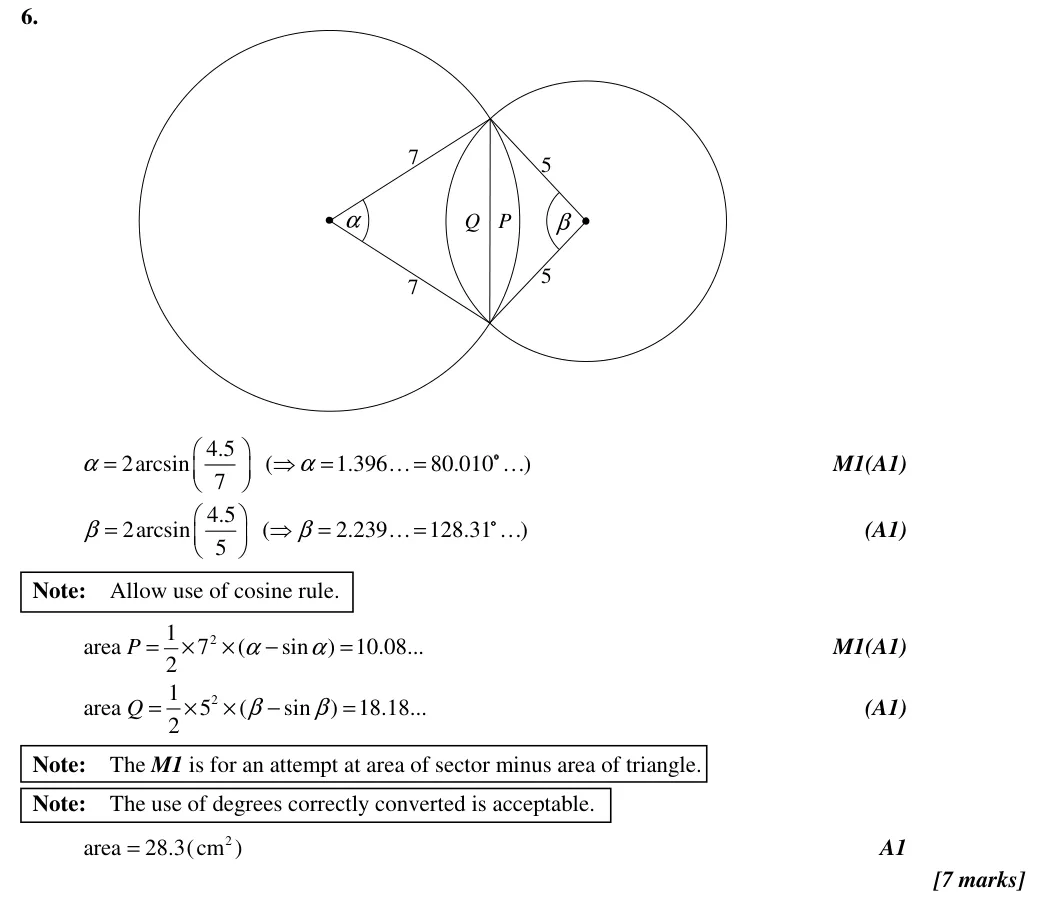 6.
7
α
Q P
β
5
7
5
α = 2 arcsin(4.5/7) (⇒ α = 1.396… = 80.010°…) M1(A1)
β = 2 arcsin(4.5/5) (⇒ β = 2.239… = 128.31°…) (A1)
Note: Allow use of cosine rule.
area P = 1/2 × 7² × (α − sin α) = 10.08... M1(A1)
area Q = 1/2 × 5² × (β − sin β) = 18.18... (A1)
Note: The M1 is for an attempt at area of sector minus area of triangle.
Note: The use of degrees correctly converted is acceptable.
area = 28.3 (cm²) A1
[7 marks]